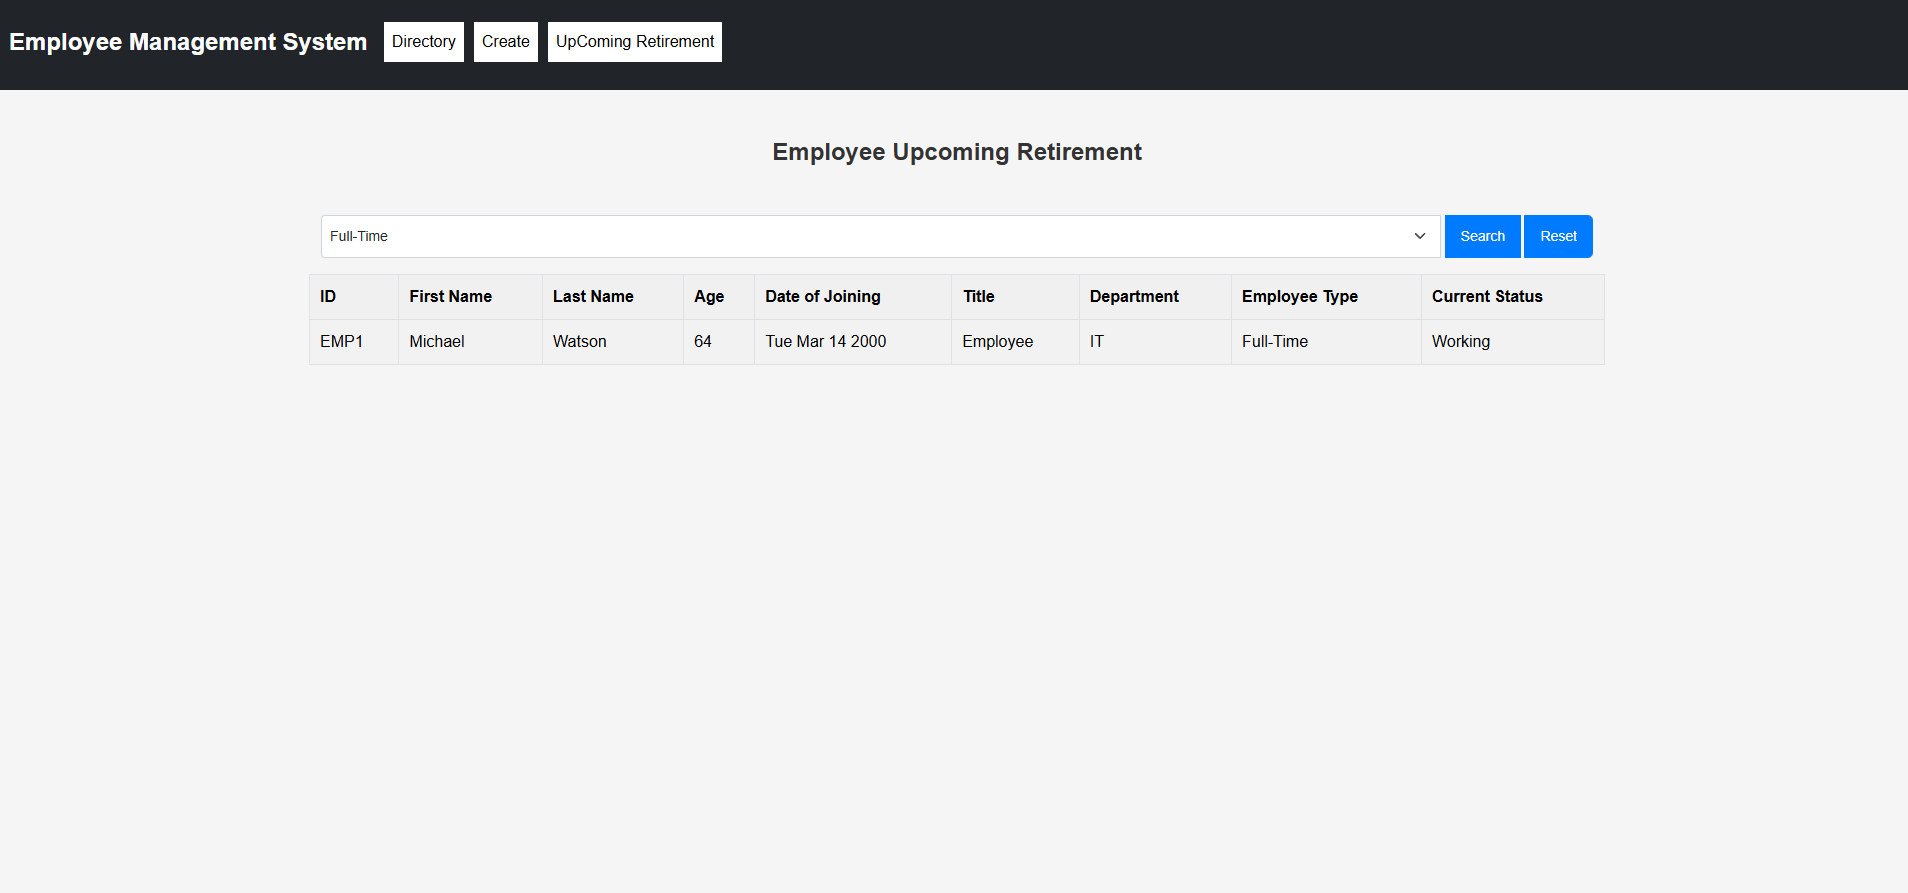 Employee Management System Directory Create UpComing Retirement
Employee Upcoming Retirement
Full-Time Search Reset
ID First Name Last Name Age Date of Joining Title Department Employee Type Current Status
EMP1 Michael Watson 64 Tue Mar 14 2000 Employee IT Full-Time Working